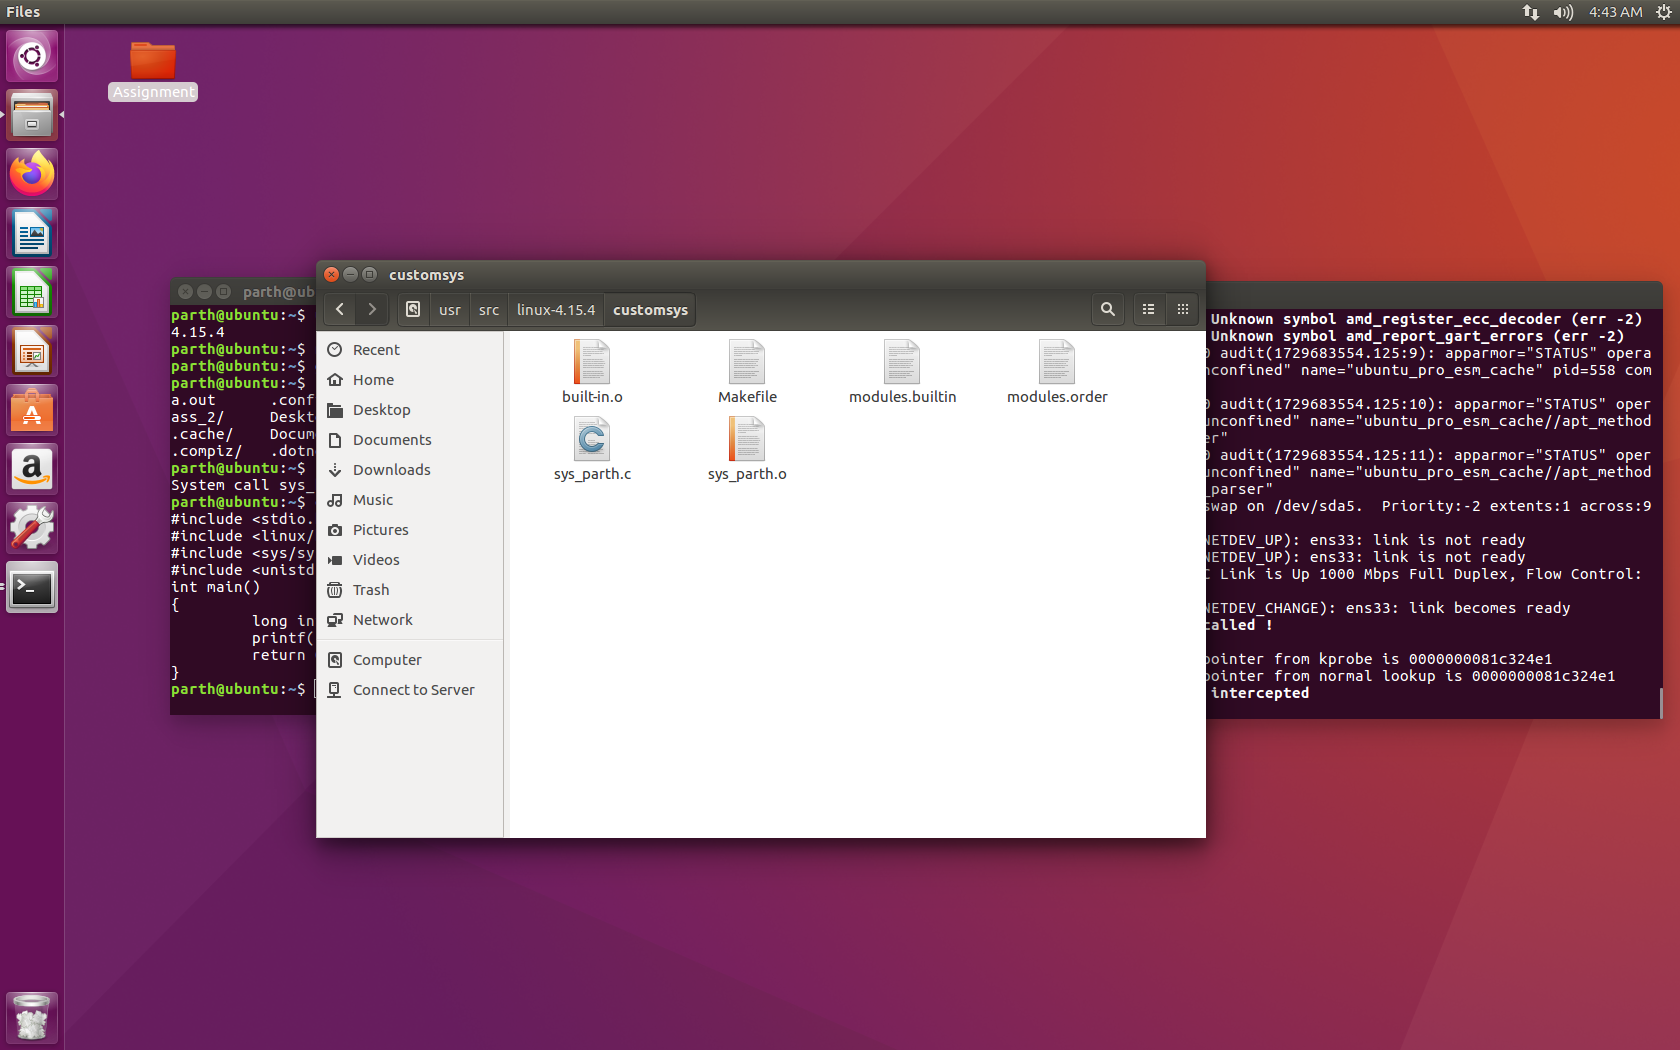 Files
4:43 AM
Assignment
customsys
usr
src
linux-4.15.4
customsys
Recent
Home
Desktop
Documents
Downloads
Music
Pictures
Videos
Trash
Network
Computer
Connect to Server
built-in.o
Makefile
modules.builtin
modules.order
sys_parth.c
sys_parth.o
parth@ub
parth@ubuntu:~$
4.15.4
parth@ubuntu:~$
parth@ubuntu:~$
parth@ubuntu:~$
a.out .conf
ass_2/ Deskt
.cache/ Docum
.compiz/ .dotn
parth@ubuntu:~$
System call sys_
parth@ubuntu:~$
#include <stdio.
#include <linux/
#include <sys/sy
#include <unistd
int main()
{
long in
printf(
return
}
parth@ubuntu:~$
Unknown symbol amd_register_ecc_decoder (err -2)
Unknown symbol amd_report_gart_errors (err -2)
audit(1729683554.125:9): apparmor="STATUS" opera
nconfined" name="ubuntu_pro_esm_cache" pid=558 com
audit(1729683554.125:10): apparmor="STATUS" oper
nconfined" name="ubuntu_pro_esm_cache//apt_method
er"
audit(1729683554.125:11): apparmor="STATUS" oper
nconfined" name="ubuntu_pro_esm_cache//apt_method
_parser"
swap on /dev/sda5. Priority:-2 extents:1 across:9
NETDEV_UP): ens33: link is not ready
NETDEV_UP): ens33: link is not ready
C Link is Up 1000 Mbps Full Duplex, Flow Control:
NETDEV_CHANGE): ens33: link becomes ready
called !
pointer from kprobe is 0000000081c324e1
pointer from normal lookup is 0000000081c324e1
intercepted